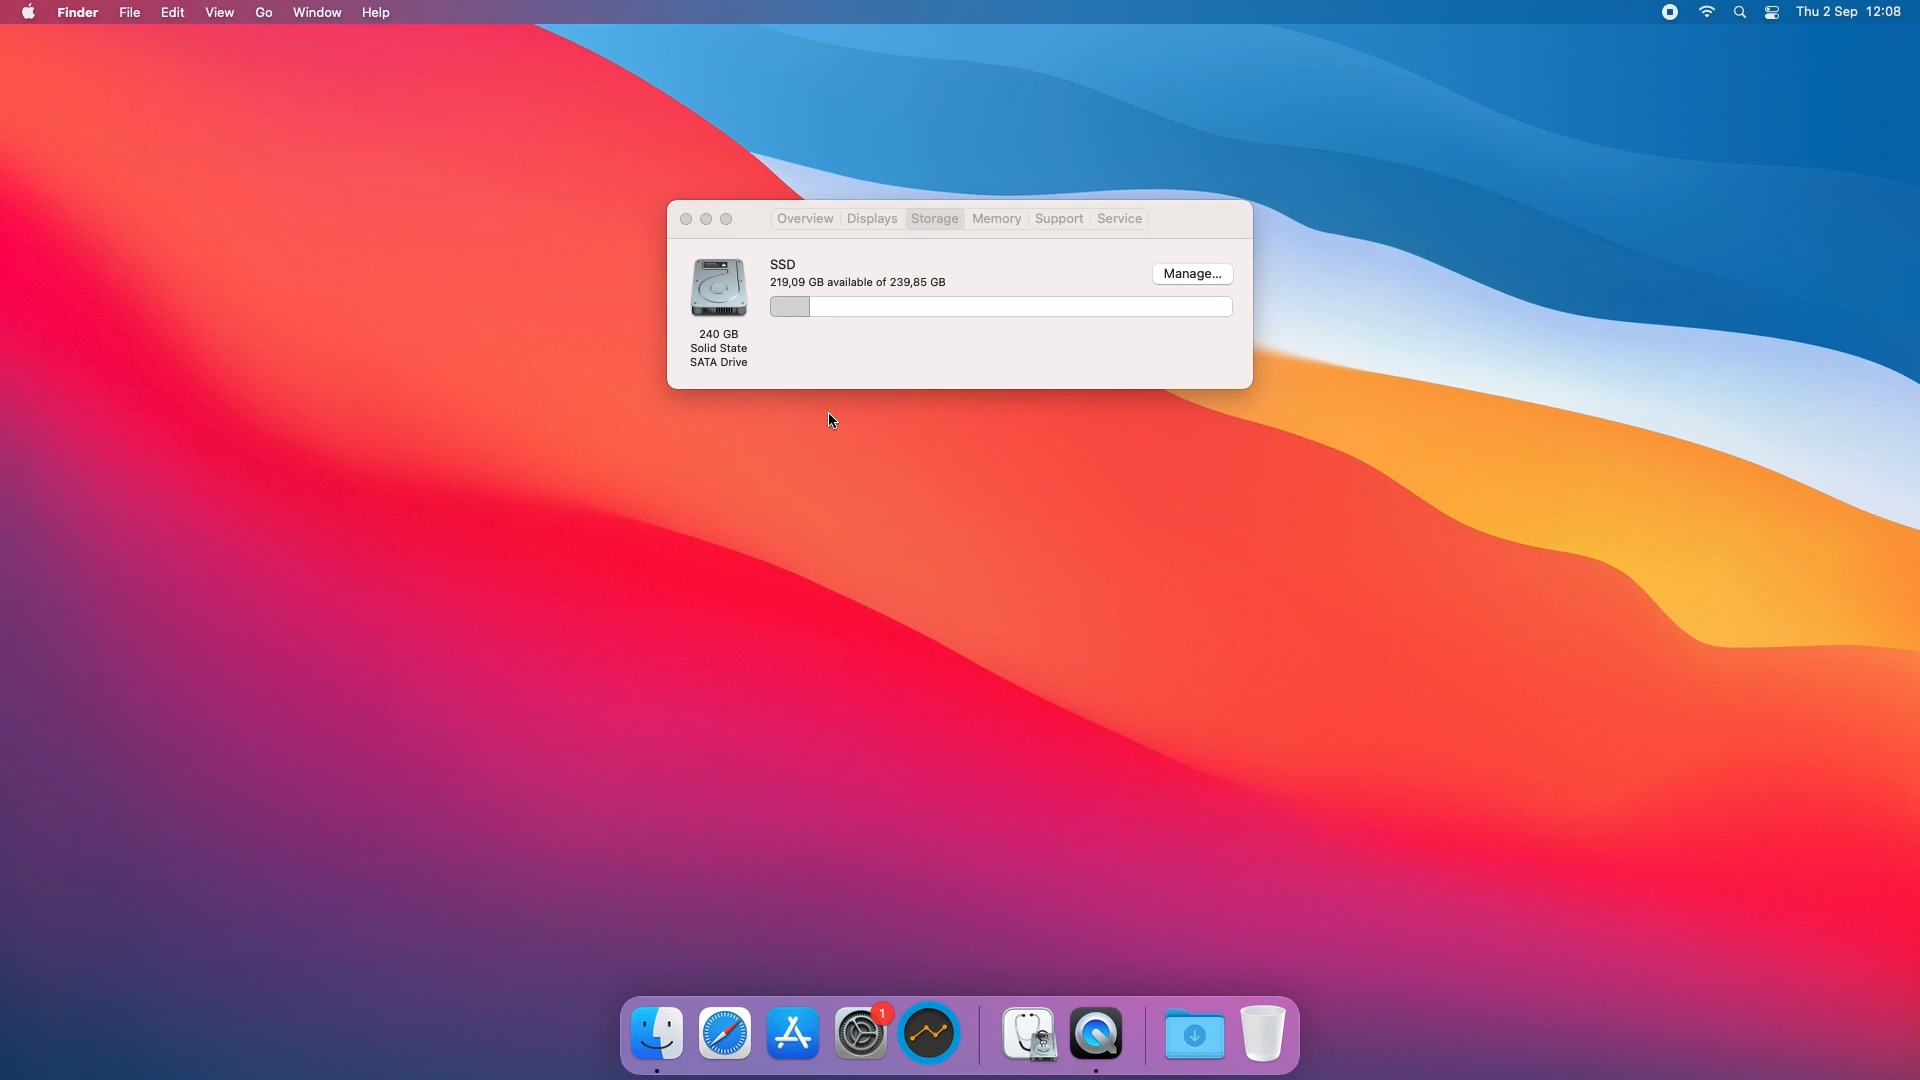 Finder File Edit View Go Window Help Thu 2 Sep 12:08
Overview Displays Storage Memory Support Service
SSD
219,09 GB available of 239,85 GB
Manage...
240 GB
Solid State
SATA Drive
1